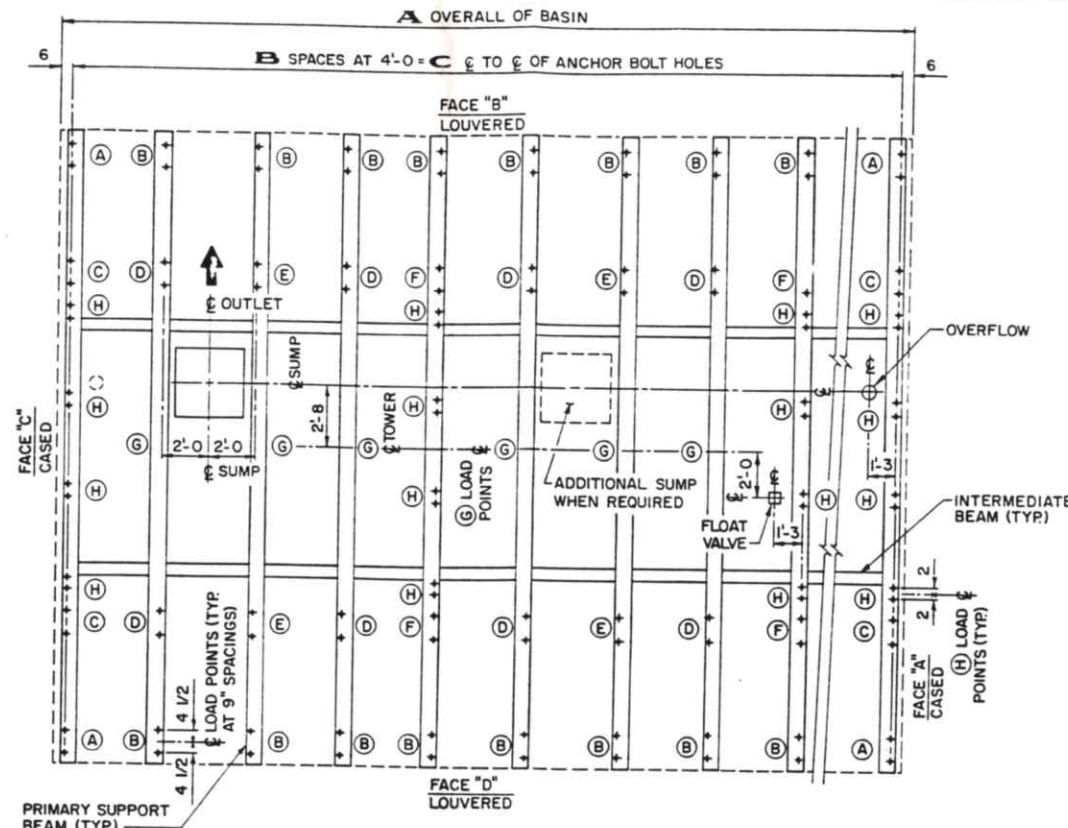 A OVERALL OF BASIN
6 B SPACES AT 4'-0 = C ℄ TO ℄ OF ANCHOR BOLT HOLES 6
FACE "B"
LOUVERED
A B B B B B B B B A
C D E D F D E D F C
H H H H
℄ OUTLET
OVERFLOW
℄
℄ SUMP
2'-8
℄ TOWER
℄
H H H H
FACE "C"
CASED
G G G G G G
2'-0 2'-0
℄ SUMP
℄
G LOAD
POINTS
ADDITIONAL SUMP
WHEN REQUIRED
2'-0
℄
℄
1'-3
H H H H
FLOAT
VALVE
1'-3
INTERMEDIATE
BEAM (TYP.)
H H H H
2
2
℄
H LOAD
POINTS (TYP.)
C D E D F D E D F C
℄ LOAD POINTS (TYP.
AT 9" SPACINGS)
FACE "A"
CASED
4 1/2
4 1/2
A B B B B B B B B A
FACE "D"
LOUVERED
PRIMARY SUPPORT
BEAM (TYP.)